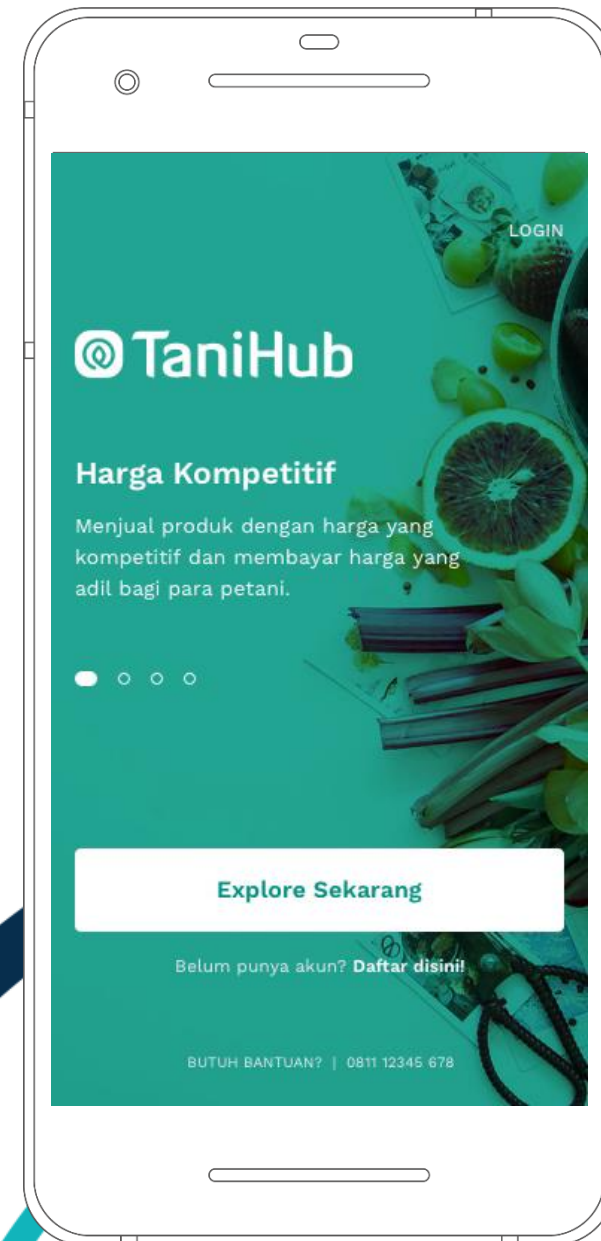 LOGIN
TaniHub
Harga Kompetitif
Menjual produk dengan harga yang
kompetitif dan membayar harga yang
adil bagi para petani.
Explore Sekarang
Belum punya akun? Daftar disini!
BUTUH BANTUAN? | 0811 12345 678